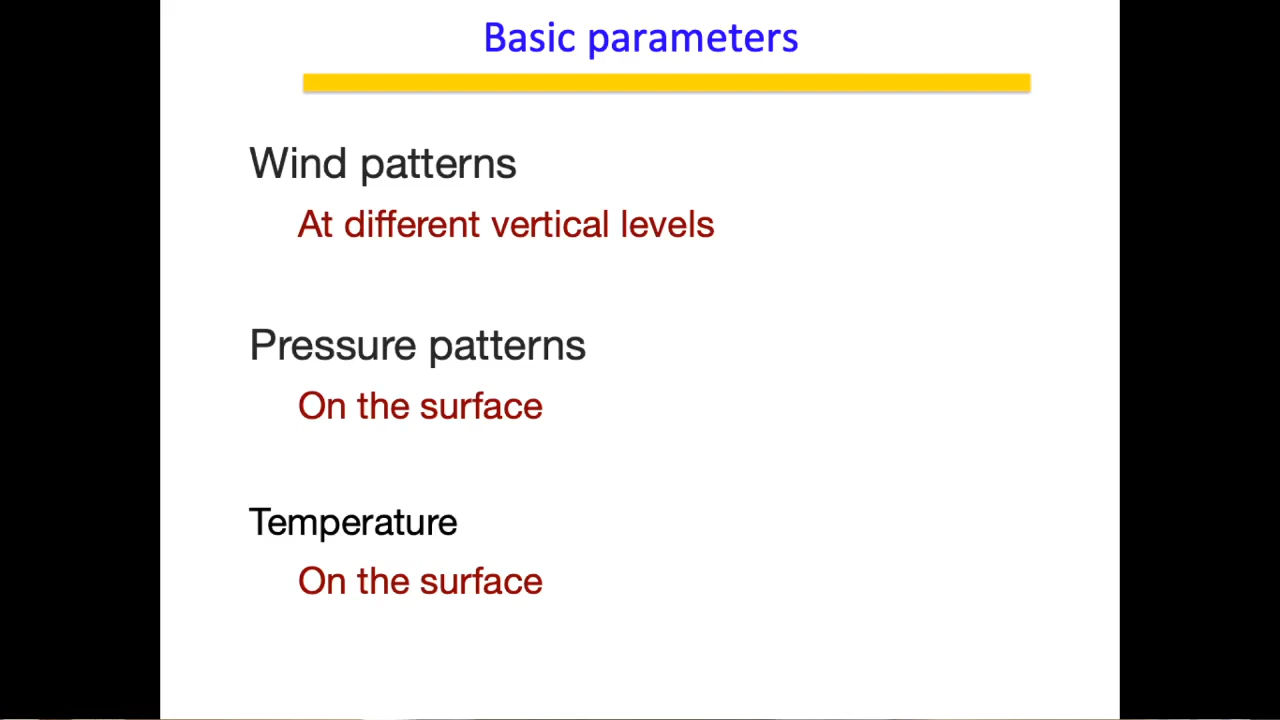 Basic parameters
Wind patterns
At different vertical levels
Pressure patterns
On the surface
Temperature
On the surface